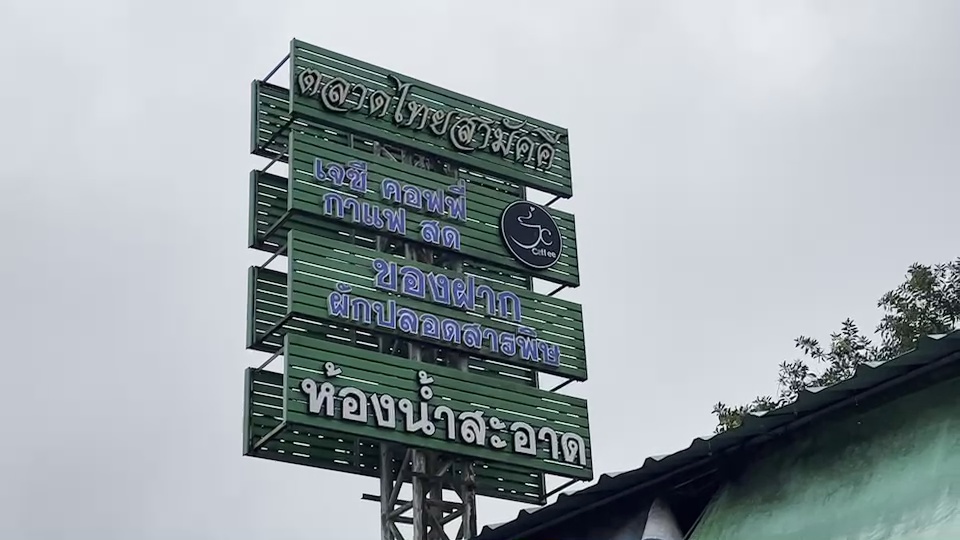 ตลาดไทยสามัคคี
เจซี คอฟฟี่
กาแฟ สด
JC
Coffee
ของฝาก
ผักปลอดสารพิษ
ห้องน้ำสะอาด